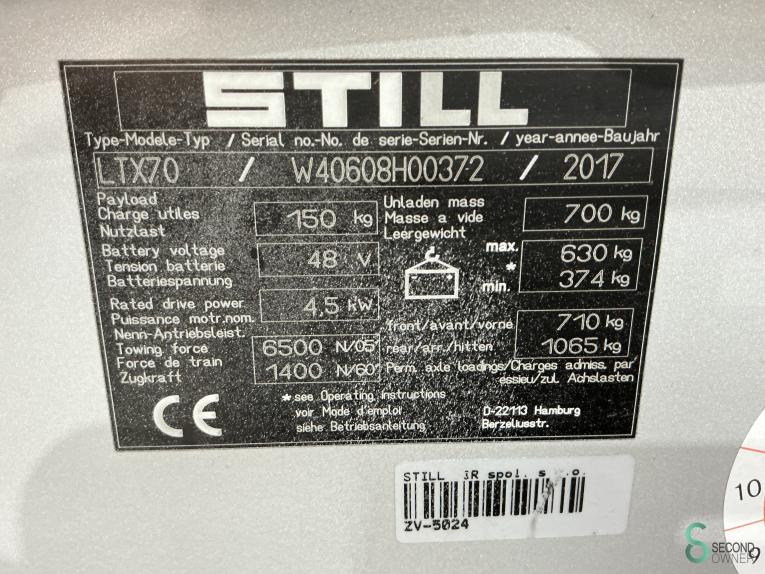 STILL
Type-Modele-Typ / Serial no.-No. de serie-Serien-Nr. / year-annee-Baujahr
LTX70 / W40608H00372 / 2017
Payload
Charge utiles
Nutzlast
150 kg
Unladen mass
Masse a vide
Leergewicht
700 kg
Battery voltage
Tension batterie
Batteriespannung
48 V
max. 630 kg
*
min. 374 kg
Rated drive power
Puissance motr.nom.
Nenn-Antriebsleist.
4,5 kW
front/avant/vorne 710 kg
rear/arr./hitten 1065 kg
Towing force
Force de train
Zugkraft
6500 N/05'
1400 N/60'
Perm. axle loadings/Charges admiss. par
essieu/zul. Achslasten
CE
*see Operating instructions
voir Mode d'emploi
siehe Betriebsanleitung
D-22113 Hamburg
Berzeliusstr.
STILL ČR spol. s
ZV-5024
10
9
SECOND
OWNER